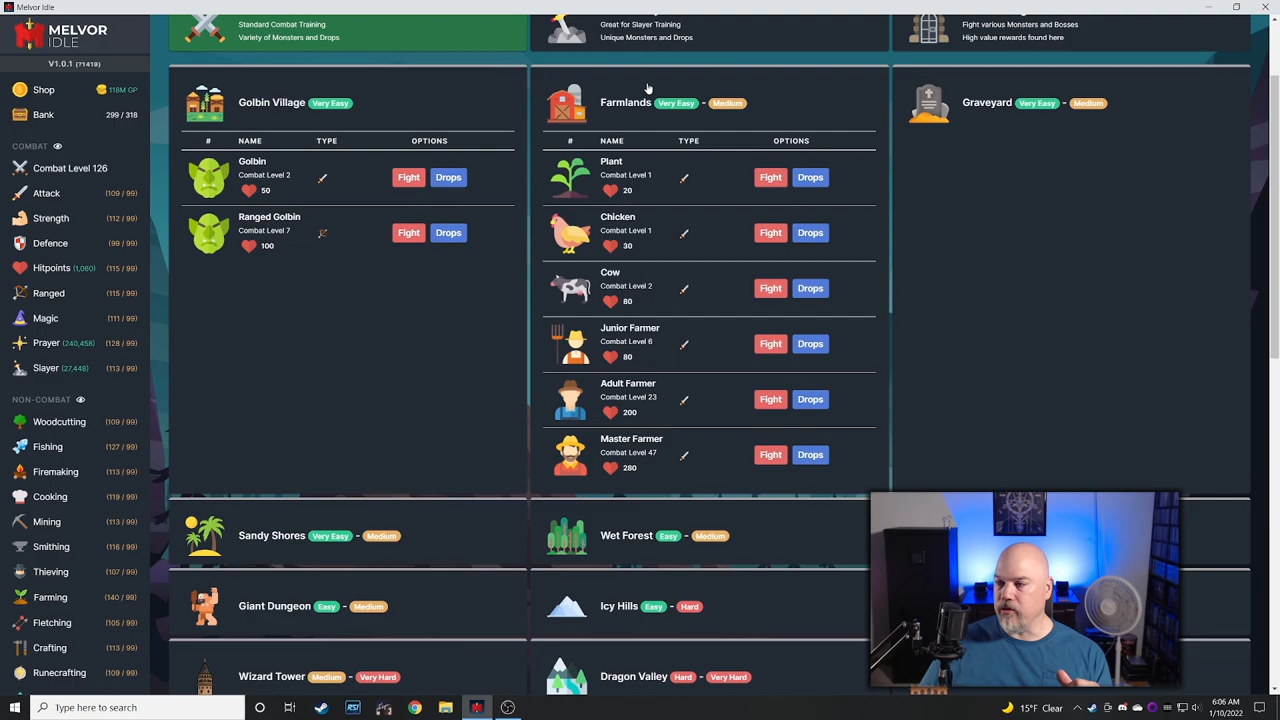 Melvor Idle
MELVOR
IDLE
V1.0.1 (71419)
Shop 118M GP
Bank 299 / 318
COMBAT
Combat Level 126
Attack (109 / 99)
Strength (112 / 99)
Defence (99 / 99)
Hitpoints (1,060) (115 / 99)
Ranged (115 / 99)
Magic (111 / 99)
Prayer (240,458) (128 / 99)
Slayer (27,448) (113 / 99)
NON-COMBAT
Woodcutting (109 / 99)
Fishing (127 / 99)
Firemaking (113 / 99)
Cooking (113 / 99)
Mining (113 / 99)
Smithing (116 / 99)
Thieving (107 / 99)
Farming (140 / 99)
Fletching (105 / 99)
Crafting (113 / 99)
Runecrafting (109 / 99)
Standard Combat Training
Variety of Monsters and Drops
Great for Slayer Training
Unique Monsters and Drops
Fight various Monsters and Bosses
High value rewards found here
Golbin Village Very Easy
# NAME TYPE OPTIONS
Golbin
Combat Level 2
50
Fight Drops
Ranged Golbin
Combat Level 7
100
Fight Drops
Farmlands Very Easy - Medium
# NAME TYPE OPTIONS
Plant
Combat Level 1
20
Fight Drops
Chicken
Combat Level 1
30
Fight Drops
Cow
Combat Level 2
80
Fight Drops
Junior Farmer
Combat Level 6
80
Fight Drops
Adult Farmer
Combat Level 23
200
Fight Drops
Master Farmer
Combat Level 47
280
Fight Drops
Graveyard Very Easy - Medium
Sandy Shores Very Easy - Medium
Wet Forest Easy - Medium
Giant Dungeon Easy - Medium
Icy Hills Easy - Hard
Wizard Tower Medium - Very Hard
Dragon Valley Hard - Very Hard
Type here to search
RS!
15°F Clear
6:06 AM
1/10/2022